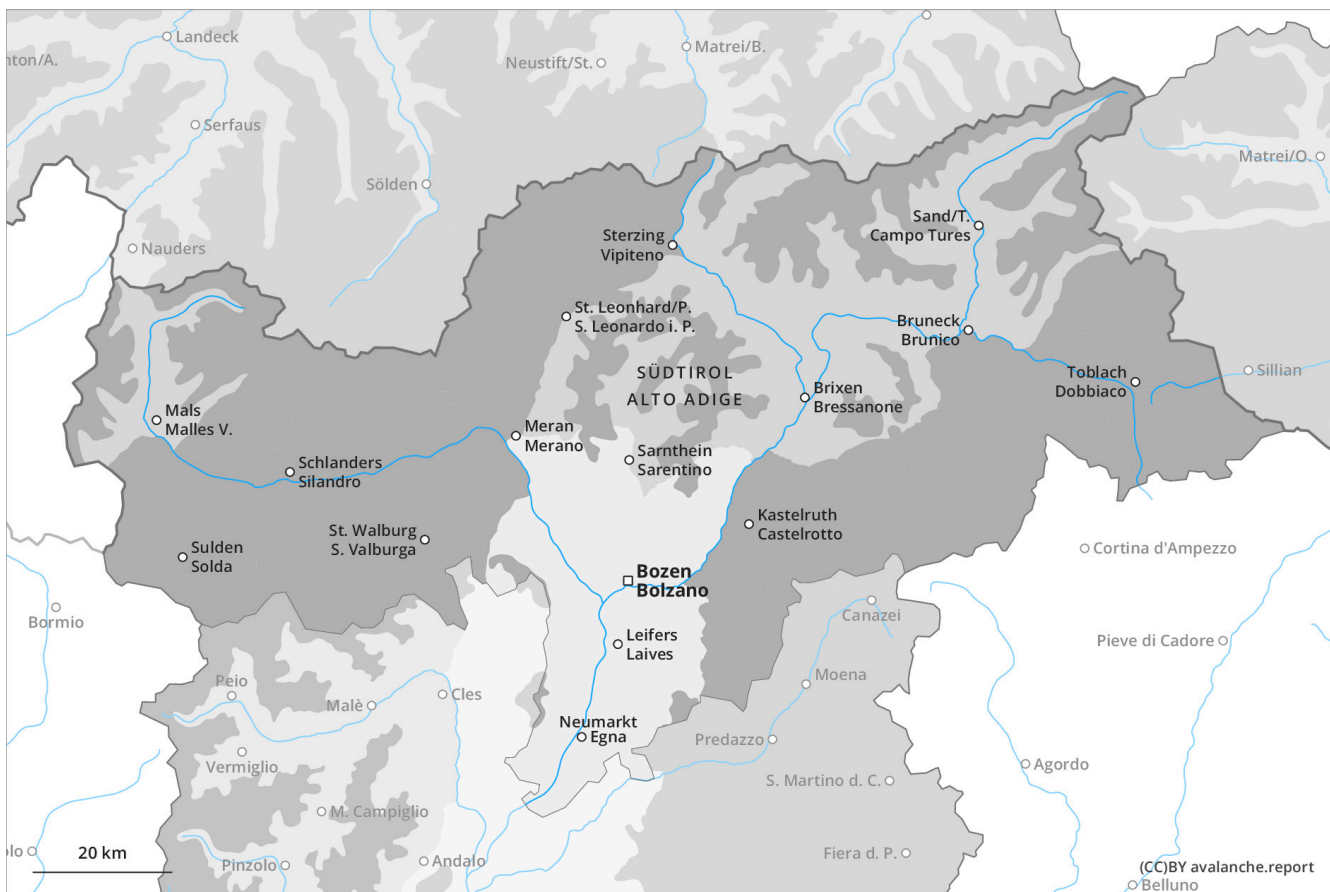 Landeck
nton/A.
Neustift/St.
Matrei/B.
Serfaus
Matrei/O.
Sölden
Nauders
Sterzing
Vipiteno
Sand/T.
Campo Tures
St. Leonhard/P.
S. Leonardo i. P.
Bruneck
Brunico
SÜDTIROL
ALTO ADIGE
Toblach
Dobbiaco
Sillian
Brixen
Bressanone
Mals
Malles V.
Meran
Merano
Sarnthein
Sarentino
Schlanders
Silandro
Kastelruth
Castelrotto
St. Walburg
S. Valburga
Sulden
Solda
Cortina d'Ampezzo
Bozen
Bolzano
Bormio
Canazei
Leifers
Laives
Pieve di Cadore
Peio
Moena
Malè
Cles
Neumarkt
Egna
Predazzo
Vermiglio
Agordo
S. Martino d. C.
M. Campiglio
olo
20 km
Pinzolo
Andalo
Fiera d. P.
(CC)BY avalanche.report
Belluno